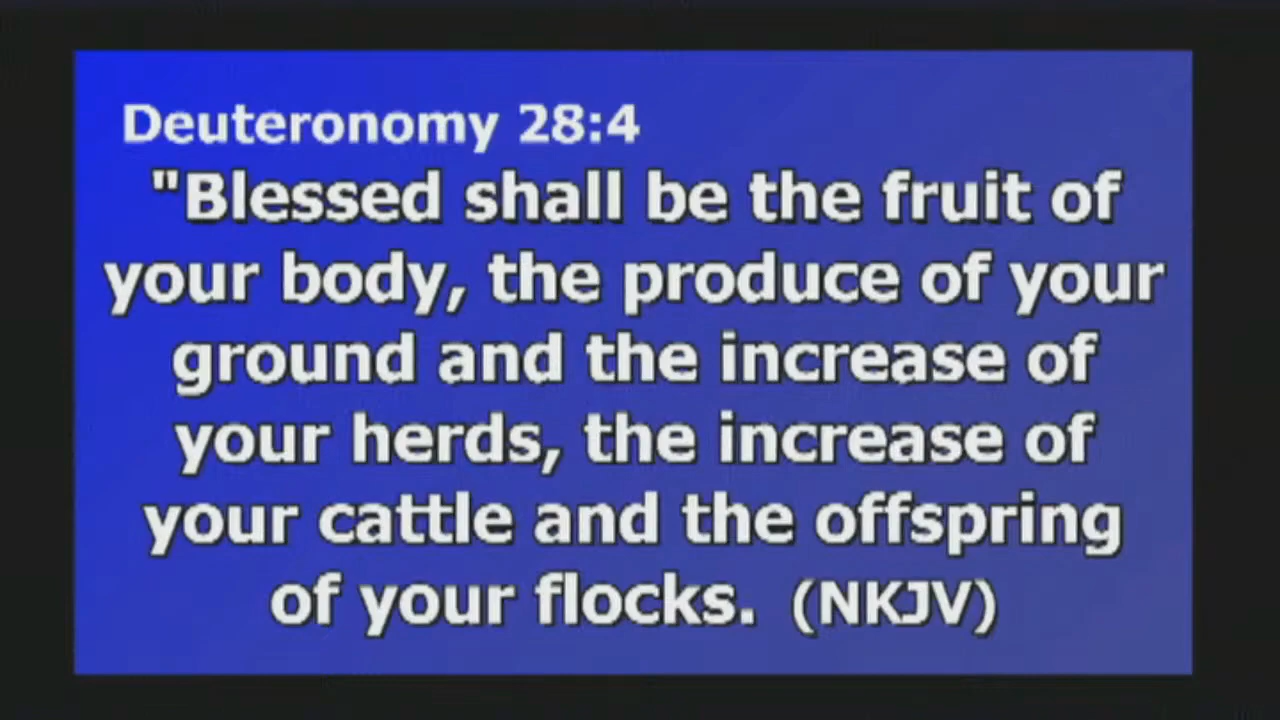 Deuteronomy 28:4
"Blessed shall be the fruit of
your body, the produce of your
ground and the increase of
your herds, the increase of
your cattle and the offspring
of your flocks. (NKJV)